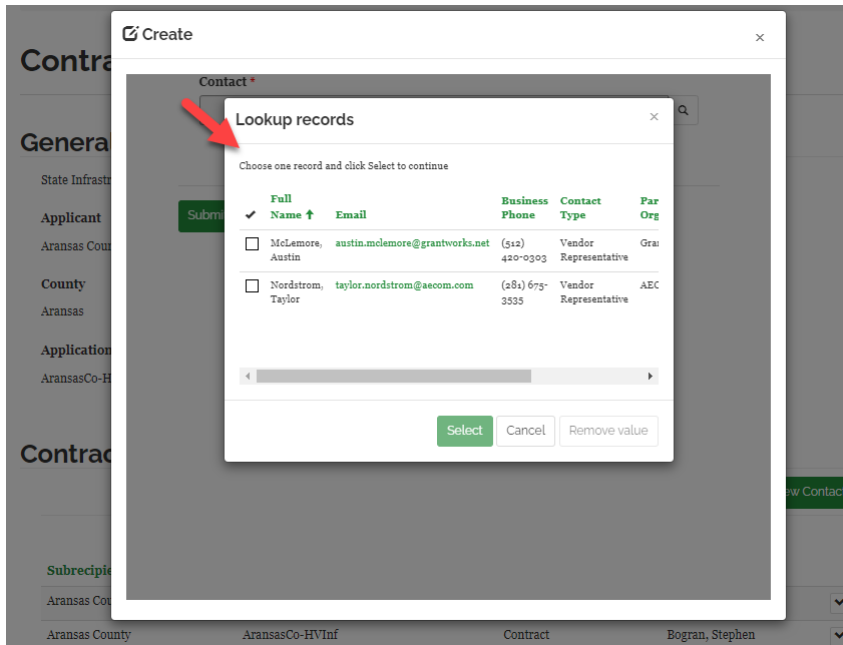 Create
×
Contra
Contact *
Lookup records
×
General
Choose one record and click Select to continue
State Infrastr
Full
Name Email
Business
Phone
Contact
Type
Par
Org
Submi
Applicant
McLemore,
Austin
austin.mclemore@grantworks.net
(512)
420-0303
Vendor
Representative
Gra
Aransas Coun
County
Nordstrom,
Taylor
taylor.nordstrom@aecom.com
(281) 675-
3535
Vendor
Representative
AEC
Aransas
Application
AransasCo-H
Select Cancel Remove value
Contrac
ew Contac
Subrecipie
Aransas Cou
Aransas County AransasCo-HVInf Contract Bogran, Stephen